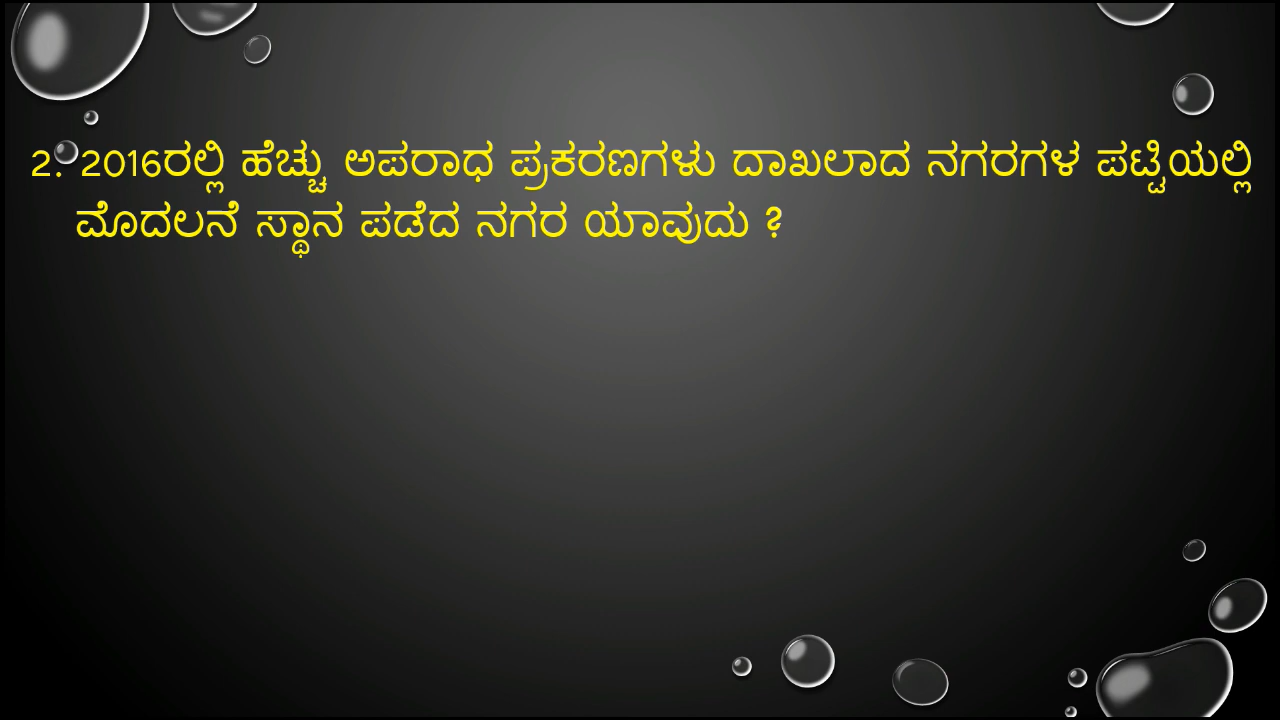 2. 2016ರಲ್ಲಿ ಹೆಚ್ಚು ಅಪರಾಧ ಪ್ರಕರಣಗಳು ದಾಖಲಾದ ನಗರಗಳ ಪಟ್ಟಿಯಲ್ಲಿ
ಮೊದಲನೆ ಸ್ಥಾನ ಪಡೆದ ನಗರ ಯಾವುದು ?